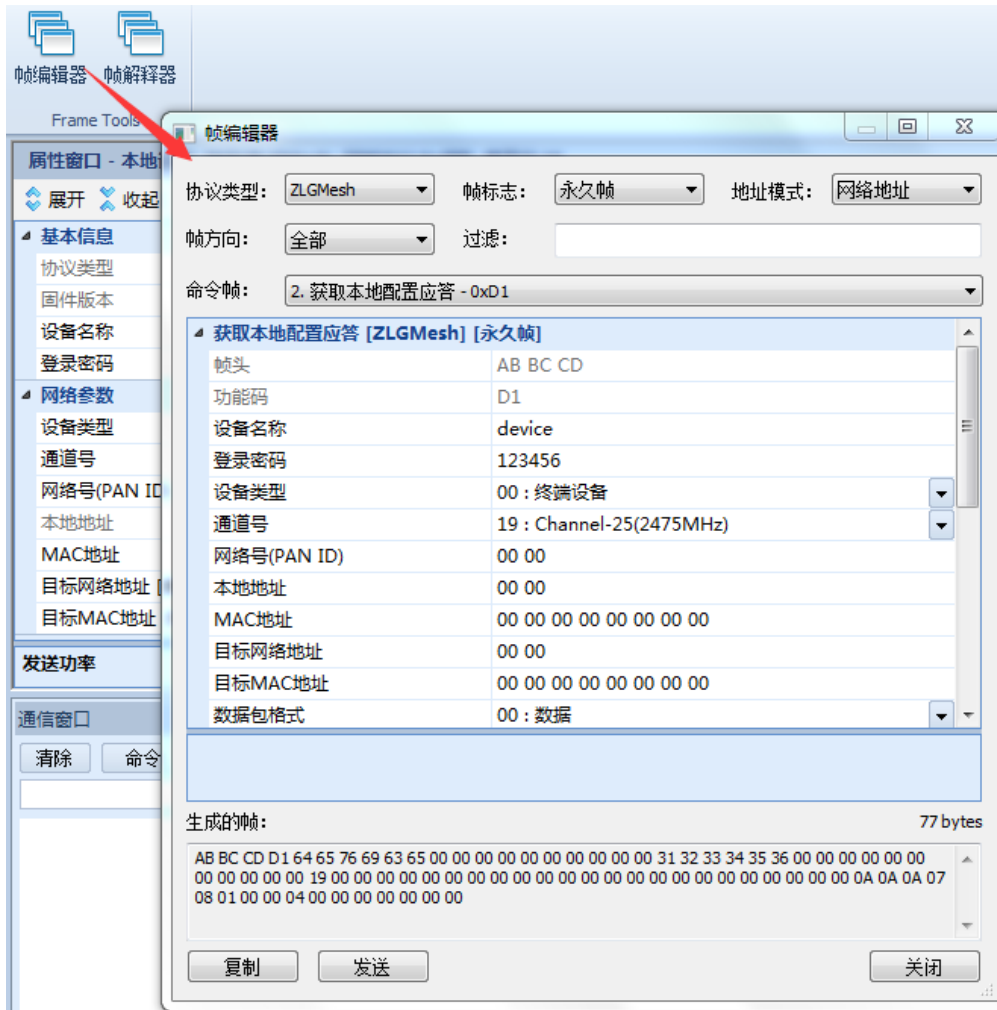 帧编辑器 帧解释器
Frame Tools
帧编辑器
属性窗口 - 本地
展开 收起
基本信息
协议类型
固件版本
设备名称
登录密码
网络参数
设备类型
通道号
网络号(PAN ID
本地地址
MAC地址
目标网络地址 [
目标MAC地址
发送功率
通信窗口
清除 命令
协议类型: ZLGMesh 帧标志: 永久帧 地址模式: 网络地址
帧方向: 全部 过滤:
命令帧: 2. 获取本地配置应答 - 0xD1
获取本地配置应答 [ZLGMesh] [永久帧]
帧头 AB BC CD
功能码 D1
设备名称 device
登录密码 123456
设备类型 00 : 终端设备
通道号 19 : Channel-25(2475MHz)
网络号(PAN ID) 00 00
本地地址 00 00
MAC地址 00 00 00 00 00 00 00 00
目标网络地址 00 00
目标MAC地址 00 00 00 00 00 00 00 00
数据包格式 00 : 数据
生成的帧: 77 bytes
AB BC CD D1 64 65 76 69 63 65 00 00 00 00 00 00 00 00 00 00 31 32 33 34 35 36 00 00 00 00 00 00
00 00 00 00 00 19 00 00 00 00 00 00 00 00 00 00 00 00 00 00 00 00 00 00 00 00 00 0A 0A 0A 07
08 01 00 00 04 00 00 00 00 00 00 00
复制 发送 关闭